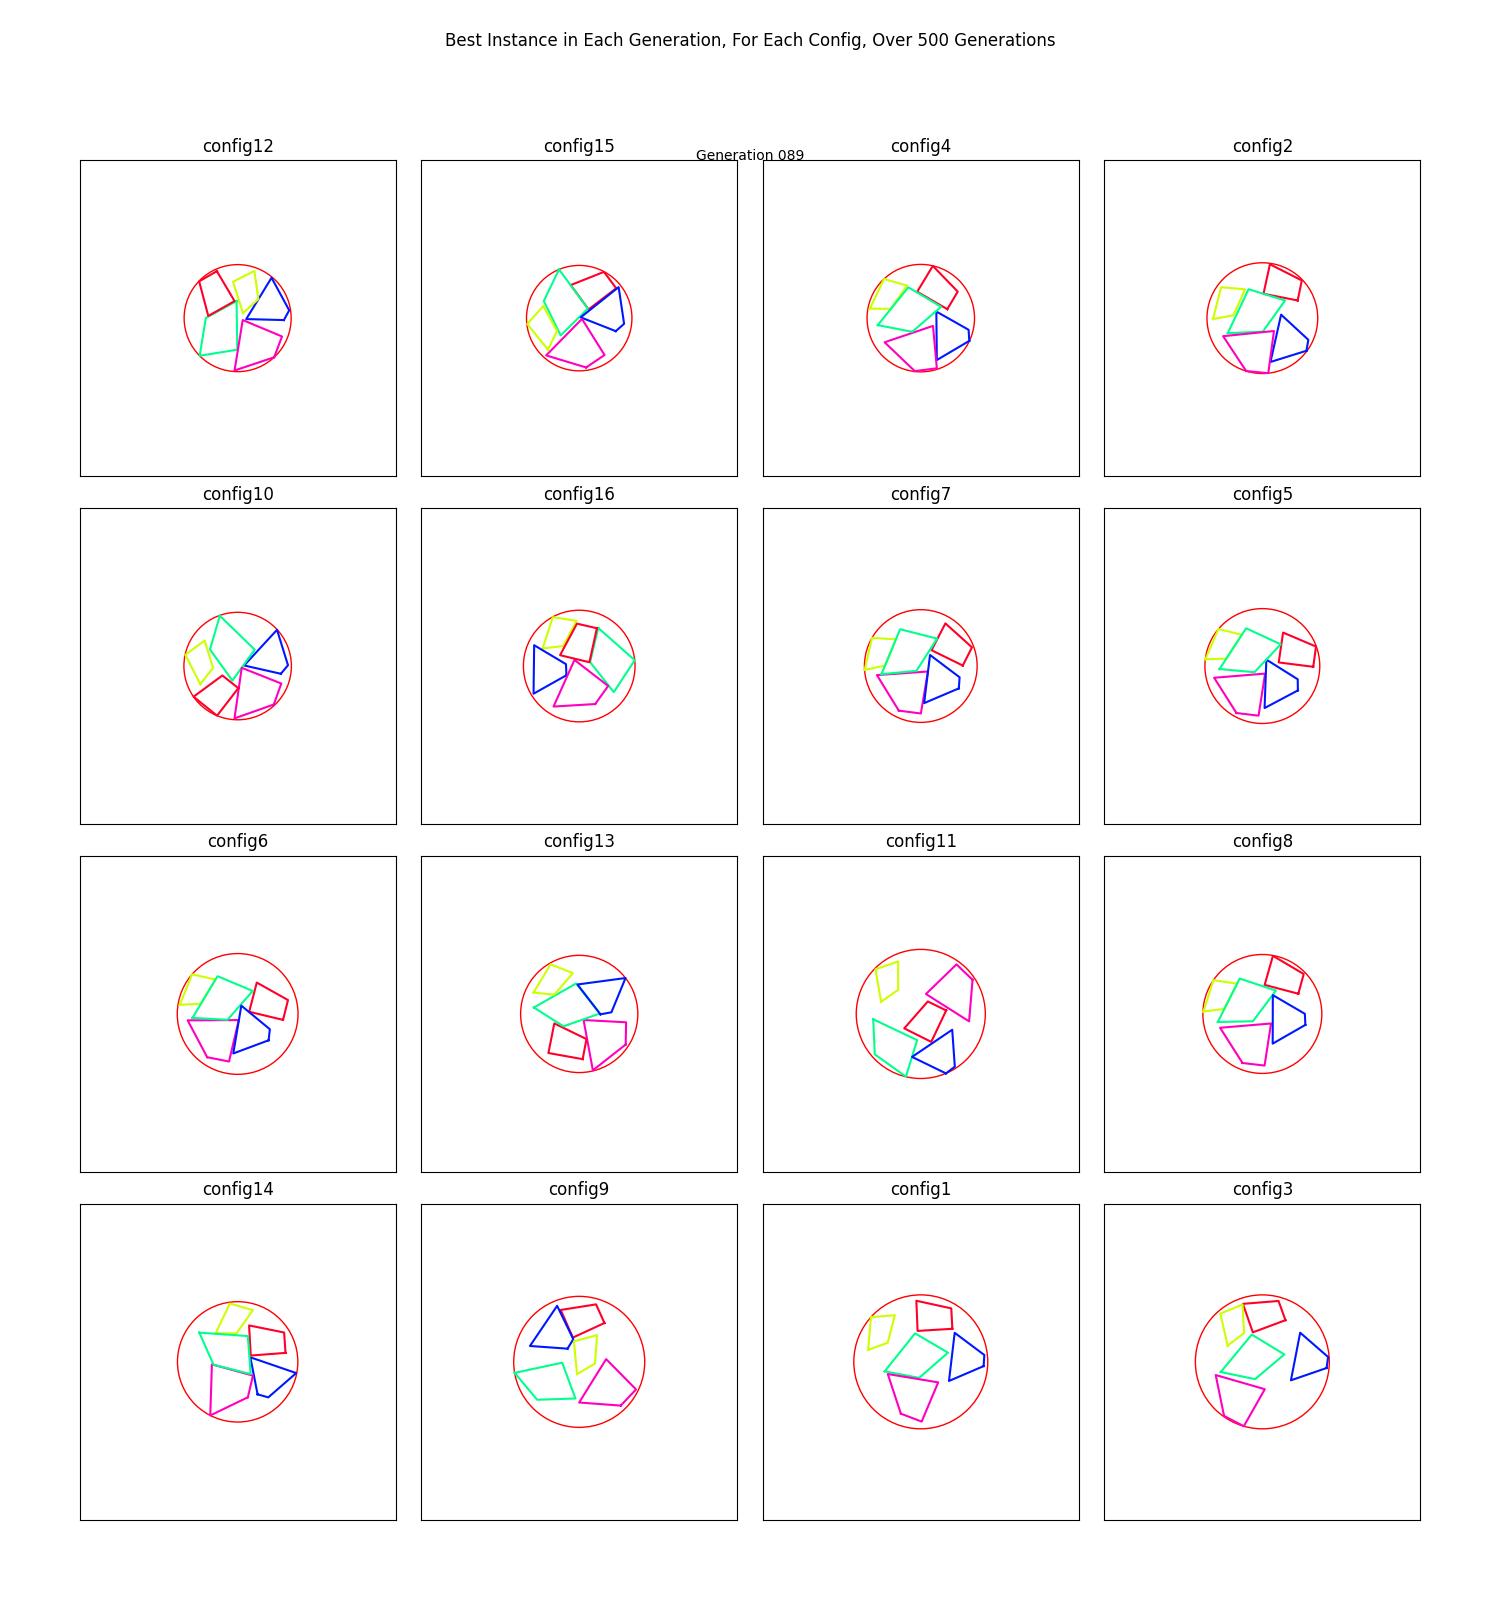 Best Instance in Each Generation, For Each Config, Over 500 Generations
Generation 089
config12
config15
config4
config2
config10
config16
config7
config5
config6
config13
config11
config8
config14
config9
config1
config3